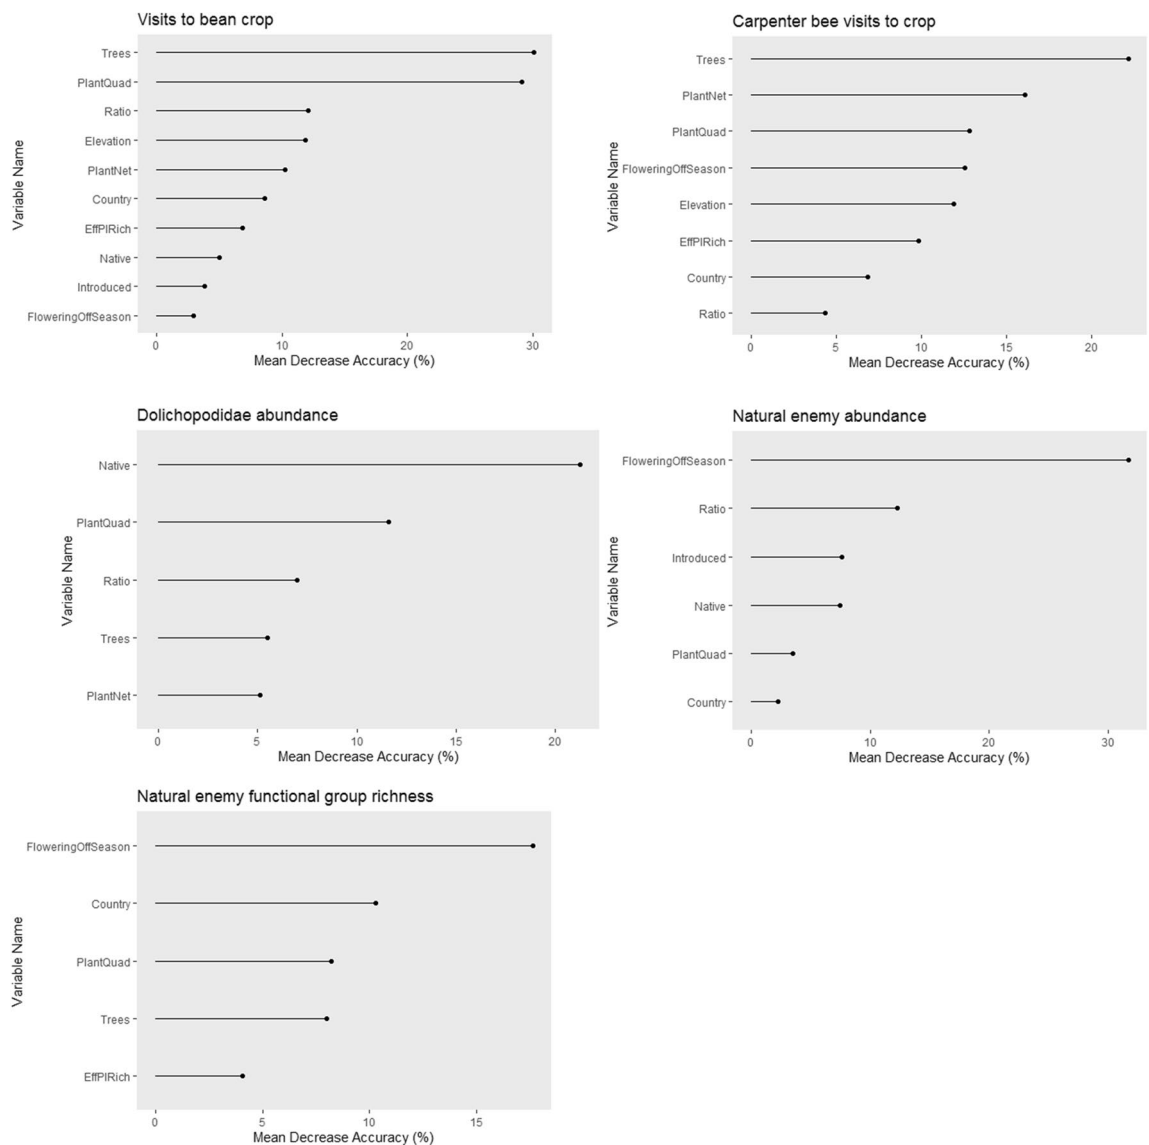 Visits to bean crop
Variable Name
Trees
PlantQuad
Ratio
Elevation
PlantNet
Country
EffPlRich
Native
Introduced
FloweringOffSeason
0 10 20 30
Mean Decrease Accuracy (%)
Carpenter bee visits to crop
Variable Name
Trees
PlantNet
PlantQuad
FloweringOffSeason
Elevation
EffPlRich
Country
Ratio
0 5 10 15 20
Mean Decrease Accuracy (%)
Dolichopodidae abundance
Variable Name
Native
PlantQuad
Ratio
Trees
PlantNet
0 5 10 15 20
Mean Decrease Accuracy (%)
Natural enemy abundance
Variable Name
FloweringOffSeason
Ratio
Introduced
Native
PlantQuad
Country
0 10 20 30
Mean Decrease Accuracy (%)
Natural enemy functional group richness
Variable Name
FloweringOffSeason
Country
PlantQuad
Trees
EffPlRich
0 5 10 15
Mean Decrease Accuracy (%)